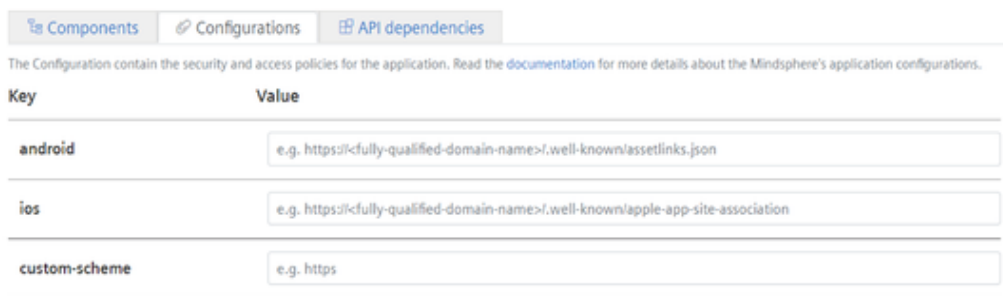 Components Configurations API dependencies
The Configuration contain the security and access policies for the application. Read the documentation for more details about the Mindsphere's application configurations.
Key Value
android e.g. https://<fully-qualified-domain-name>/.well-known/assetlinks.json
ios e.g. https://<fully-qualified-domain-name>/.well-known/apple-app-site-association
custom-scheme e.g. https